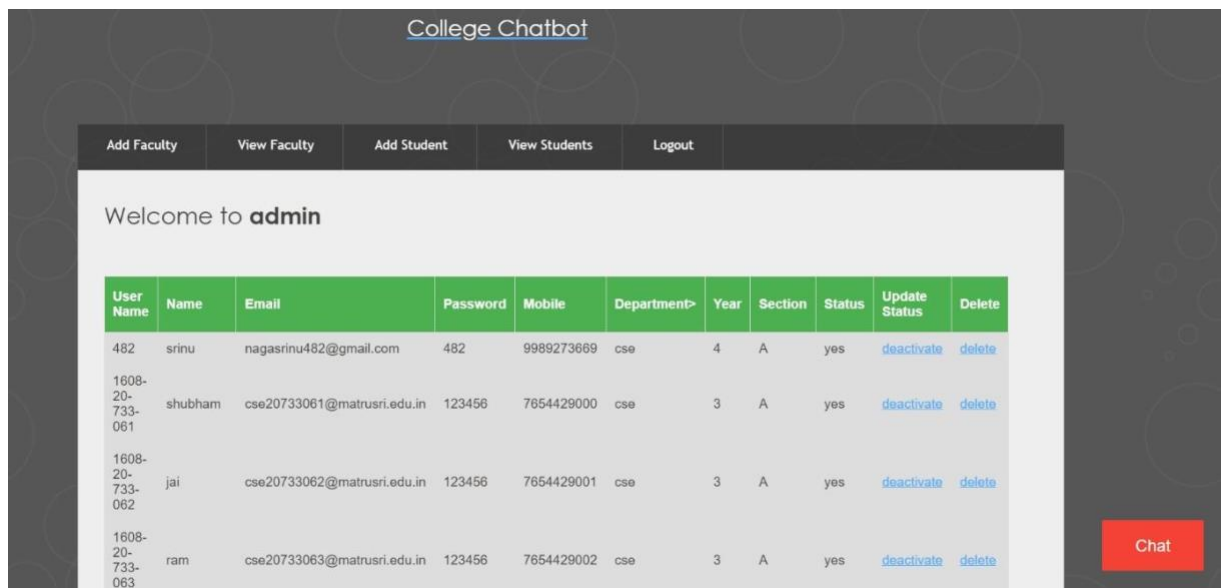 College Chatbot
Add Faculty View Faculty Add Student View Students Logout
Welcome to admin
User Name Name Email Password Mobile Department> Year Section Status Update Status Delete
482 srinu nagasrinu482@gmail.com 482 9989273669 cse 4 A yes deactivate delete
1608-20-733-061 shubham cse20733061@matrusri.edu.in 123456 7654429000 cse 3 A yes deactivate delete
1608-20-733-062 jai cse20733062@matrusri.edu.in 123456 7654429001 cse 3 A yes deactivate delete
1608-20-733-063 ram cse20733063@matrusri.edu.in 123456 7654429002 cse 3 A yes deactivate delete
Chat